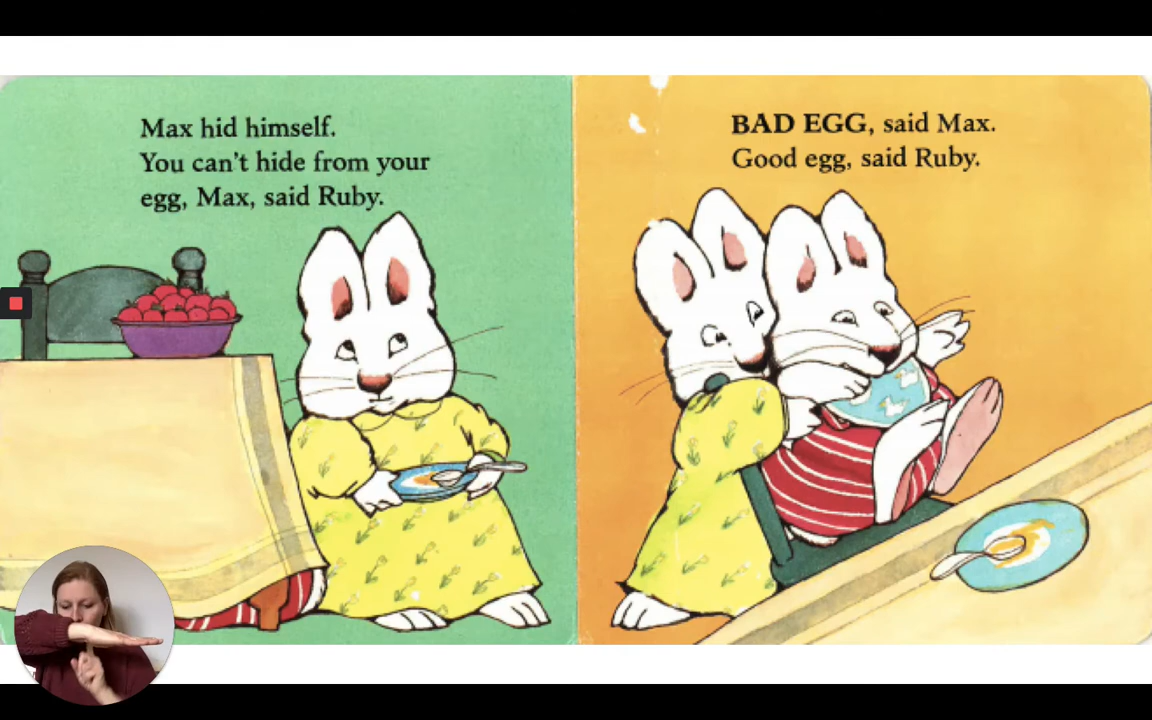 Max hid himself.
You can't hide from your
egg, Max, said Ruby.
BAD EGG, said Max.
Good egg, said Ruby.